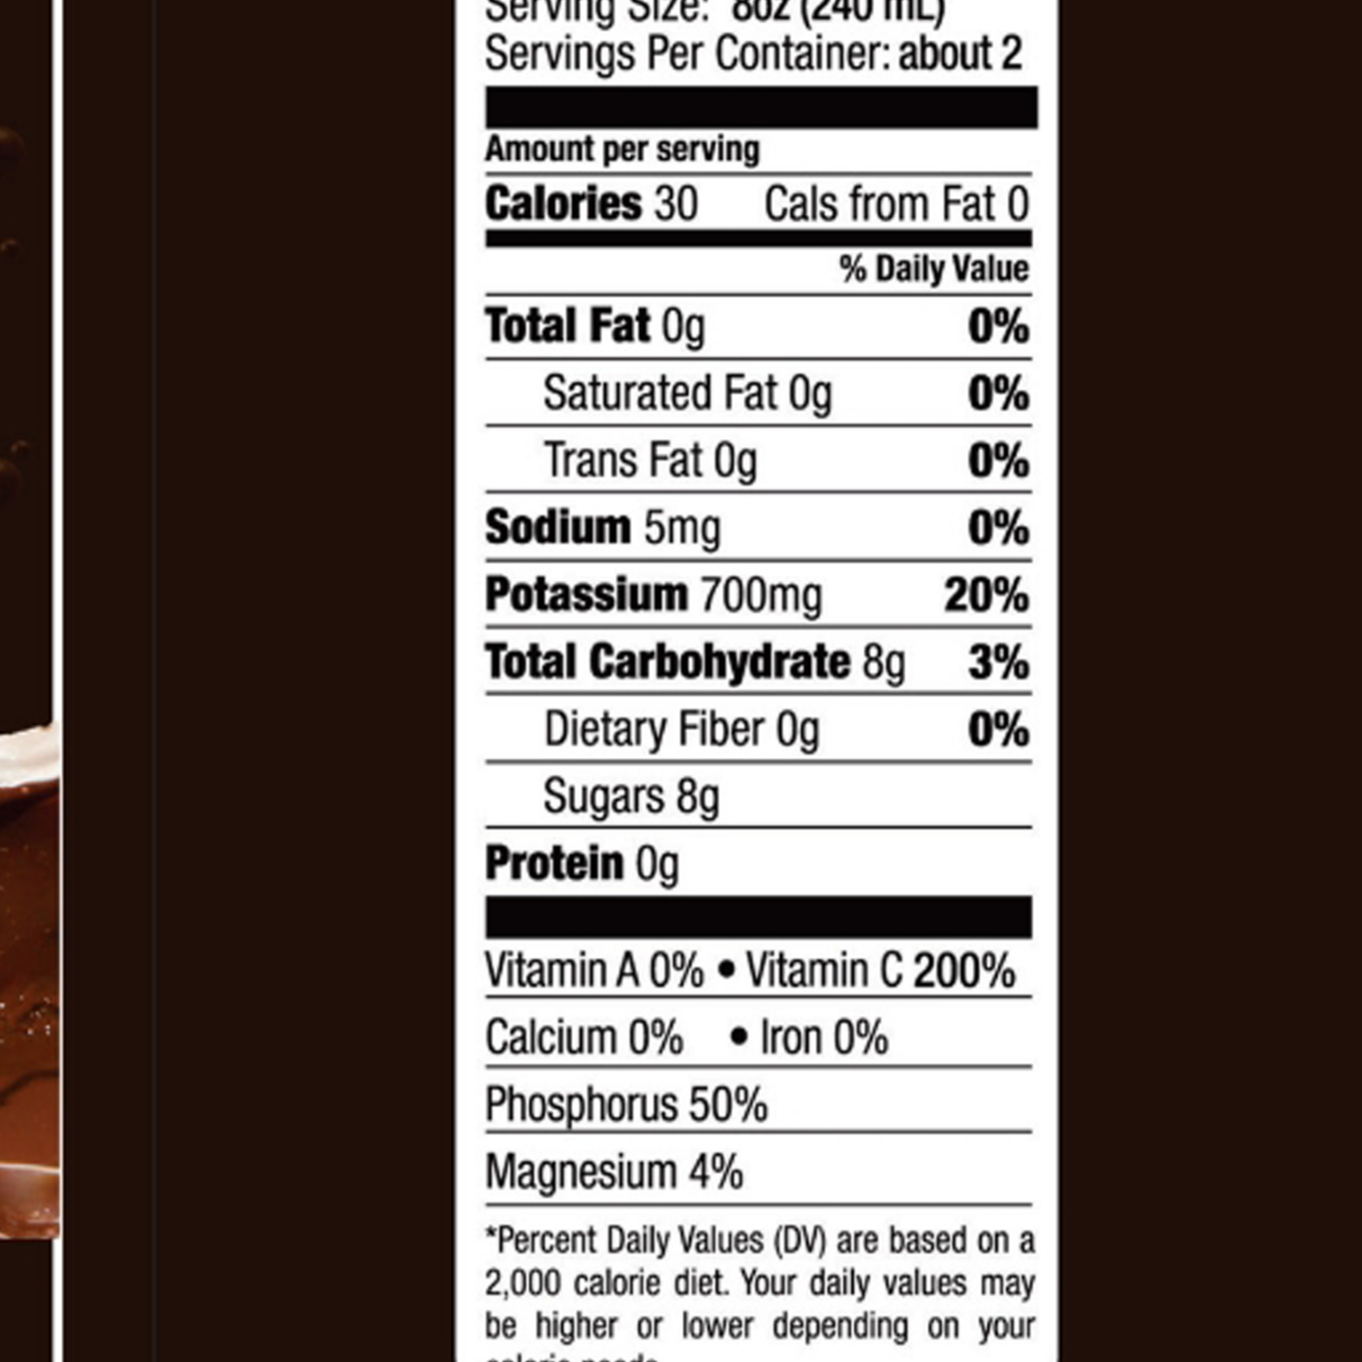 Serving Size: 8oz (240 mL)
Servings Per Container: about 2
Amount per serving
Calories 30 Cals from Fat 0
% Daily Value
Total Fat 0g 0%
Saturated Fat 0g 0%
Trans Fat 0g 0%
Sodium 5mg 0%
Potassium 700mg 20%
Total Carbohydrate 8g 3%
Dietary Fiber 0g 0%
Sugars 8g
Protein 0g
Vitamin A 0% • Vitamin C 200%
Calcium 0% • Iron 0%
Phosphorus 50%
Magnesium 4%
*Percent Daily Values (DV) are based on a
2,000 calorie diet. Your daily values may
be higher or lower depending on your
calorie needs.